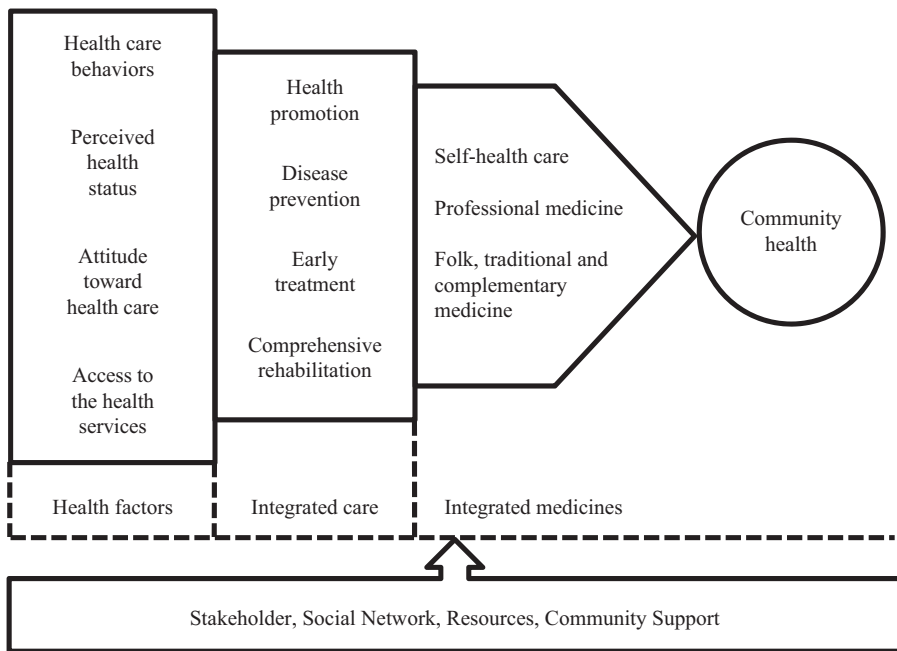 Health care
behaviors
Perceived
health
status
Attitude
toward
health care
Access to
the health
services
Health
promotion
Disease
prevention
Early
treatment
Comprehensive
rehabilitation
Self-health care
Professional medicine
Folk, traditional and
complementary
medicine
Community
health
Health factors
Integrated care
Integrated medicines
Stakeholder, Social Network, Resources, Community Support